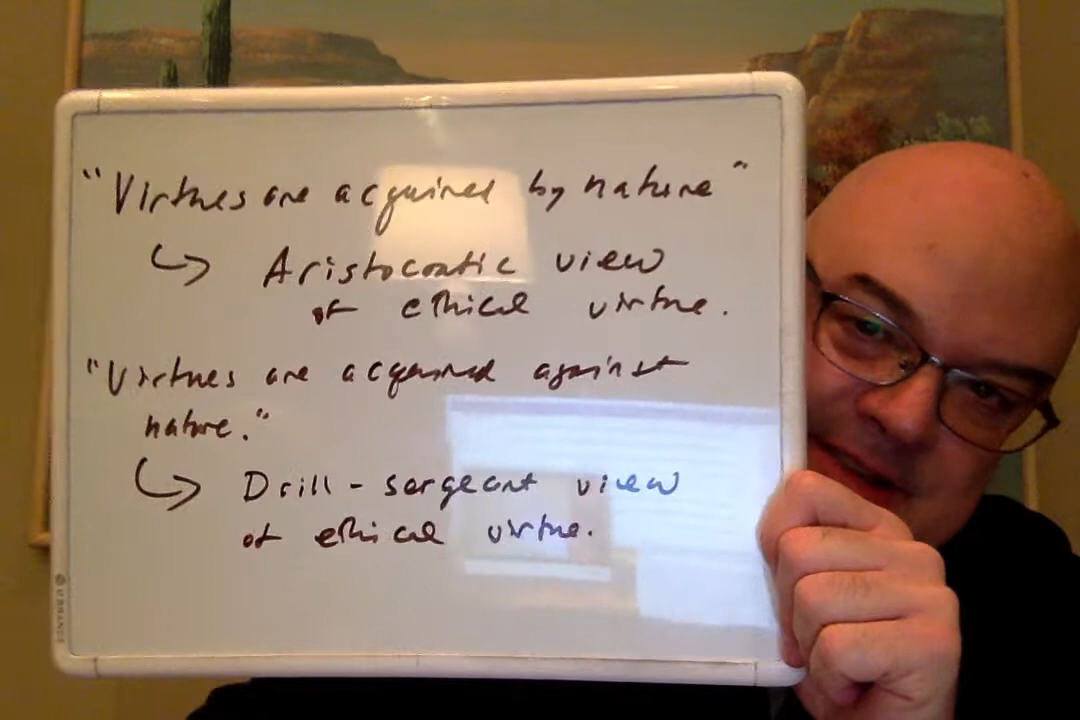 "Virtues are acquired by nature"
↳ Aristocratic view
of ethical virtue.
"Virtues are acquired against
nature."
↳ Drill-sergeant view
of ethical virtue.